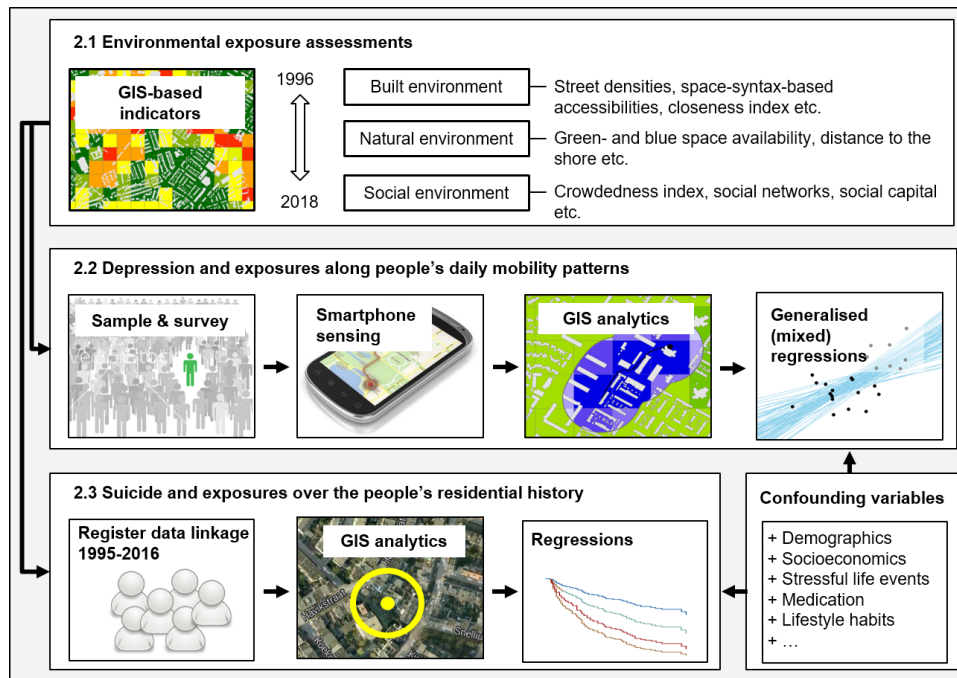 2.1 Environmental exposure assessments
GIS-based
indicators
1996
2018
Built environment
Street densities, space-syntax-based
accessibilities, closeness index etc.
Natural environment
Green- and blue space availability, distance to the
shore etc.
Social environment
Crowdedness index, social networks, social capital
etc.
2.2 Depression and exposures along people's daily mobility patterns
Sample & survey
Smartphone
sensing
GIS analytics
Generalised
(mixed)
regressions
2.3 Suicide and exposures over the people's residential history
Register data linkage
1995-2016
GIS analytics
Regressions
Confounding variables
+ Demographics
+ Socioeconomics
+ Stressful life events
+ Medication
+ Lifestyle habits
+ …